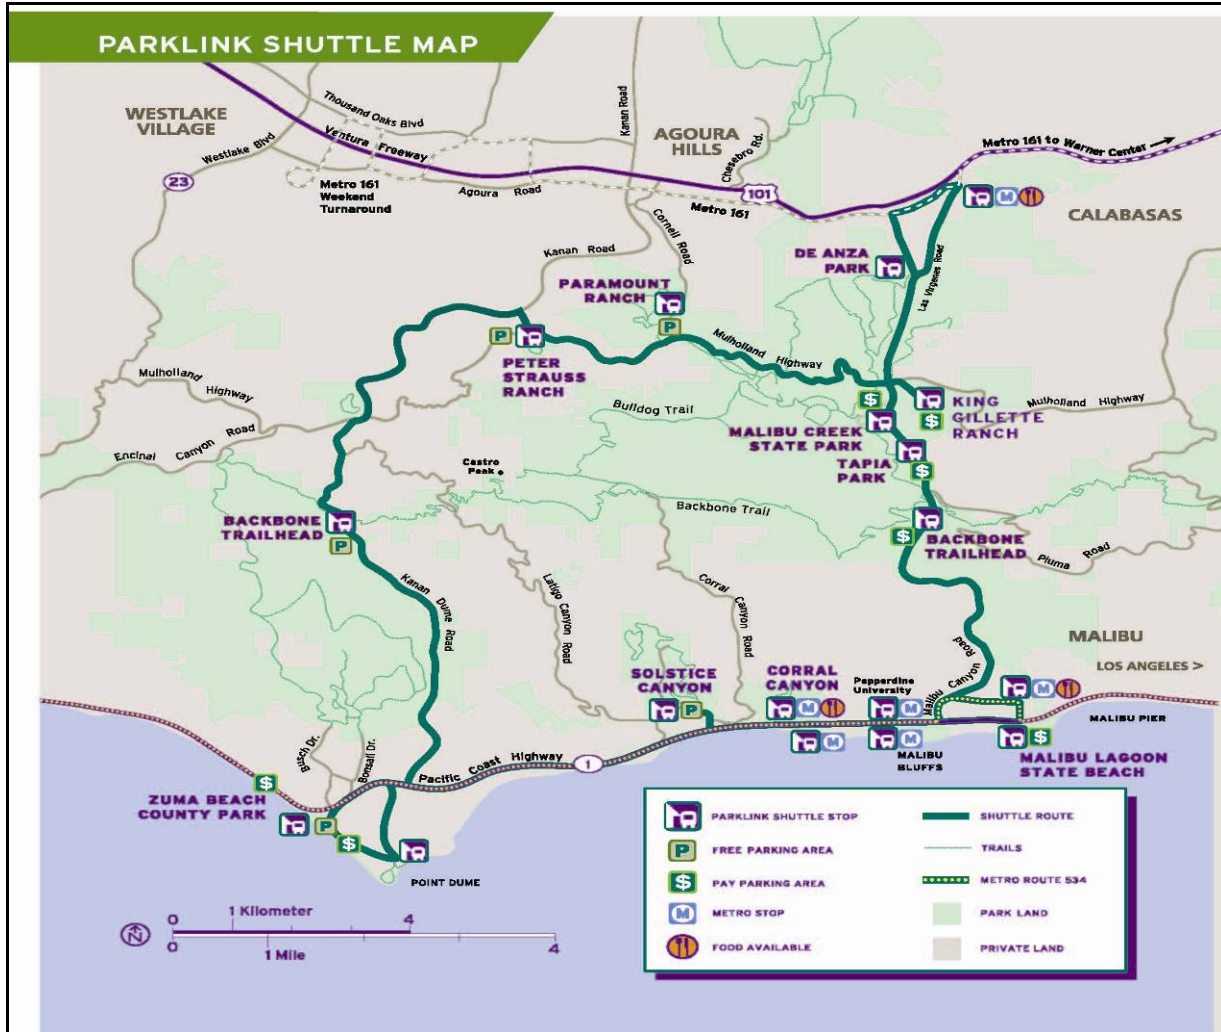 PARKLINK SHUTTLE MAP
WESTLAKE
VILLAGE
Thousand Oaks Blvd
Ventura Freeway
Westlake Blvd
23
Metro 161
Weekend
Turnaround
Agoura Road
Kanan Road
AGOURA
HILLS
Chesebro Rd.
101
Metro 161
Metro 161 to Warner Center
M
CALABASAS
Cornell Road
Kanan Road
DE ANZA
PARK
Las Virgenes Road
PARAMOUNT
RANCH
P
P
PETER
STRAUSS
RANCH
Mulholland Highway
Mulholland
Highway
Encinal Canyon Road
Bulldog Trail
$
MALIBU CREEK
STATE PARK
KING
GILLETTE
RANCH
$
Mulholland Highway
TAPIA
PARK
$
Castro
Peak
Backbone Trail
BACKBONE
TRAILHEAD
P
$
BACKBONE
TRAILHEAD
Piuma Road
Kanan Dume Road
Latigo Canyon Road
Corral Canyon Road
Malibu Canyon Road
MALIBU
LOS ANGELES >
SOLSTICE
CANYON
P
CORRAL
CANYON
M
M
Pepperdine
University
M
M
MALIBU
BLUFFS
M
MALIBU PIER
$
MALIBU LAGOON
STATE BEACH
Busch Dr.
Bonsall Dr.
Pacific Coast Highway
1
$
ZUMA BEACH
COUNTY PARK
P
$
POINT DUME
N
0 1 Kilometer 4
0 1 Mile 4
PARKLINK SHUTTLE STOP
P FREE PARKING AREA
$ PAY PARKING AREA
M METRO STOP
FOOD AVAILABLE
SHUTTLE ROUTE
TRAILS
METRO ROUTE 534
PARK LAND
PRIVATE LAND